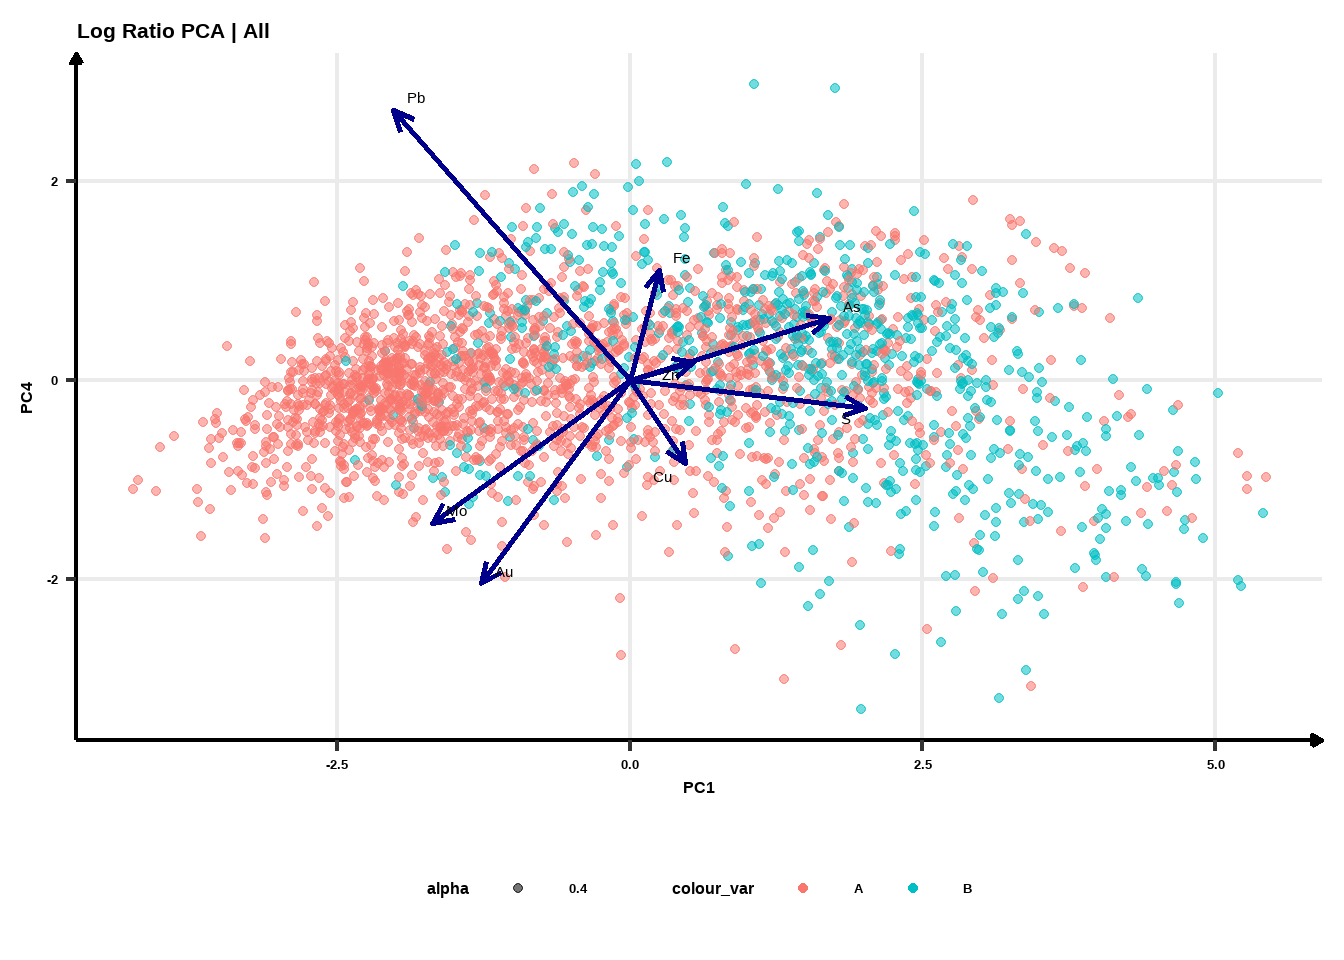 Log Ratio PCA | All
Pb
Fe
As
Zr
S
Cu
Mo
Au
PC4
2
0
-2
-2.5
0.0
2.5
5.0
PC1
alpha
0.4
colour_var
A
B